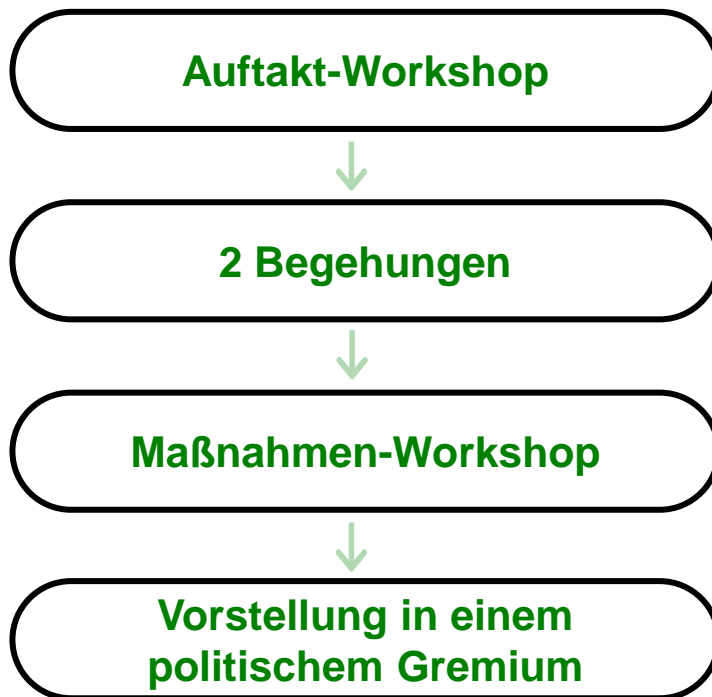 Auftakt-Workshop
2 Begehungen
Maßnahmen-Workshop
Vorstellung in einem
politischem Gremium